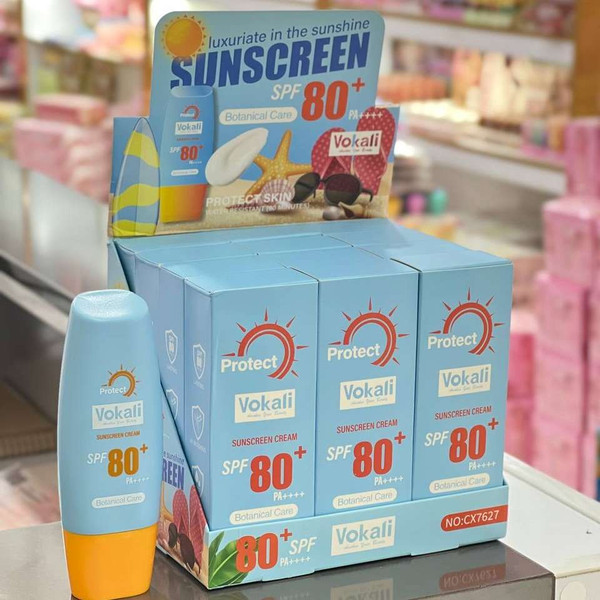 luxuriate in the sunshine
SUNSCREEN
SPF 80+
PA++++
Botanical Care
Vokali
PROTECT SKIN
Protect
Vokali
SPF 80+
Protect
Vokali
SUNSCREEN CREAM
SPF 80+
PA++++
Botanical Care
Protect
Vokali
SUNSCREEN CREAM
SPF 80+
PA++++
Botanical Care
Protect
Vokali
SUNSCREEN CREAM
SPF 80+
PA++++
Botanical Care
Protect
Vokali
SUNSCREEN CREAM
SPF 80+
PA++++
Botanical Care
REEN
80+ SPF
PA++++
Vokali
NO:CX7627